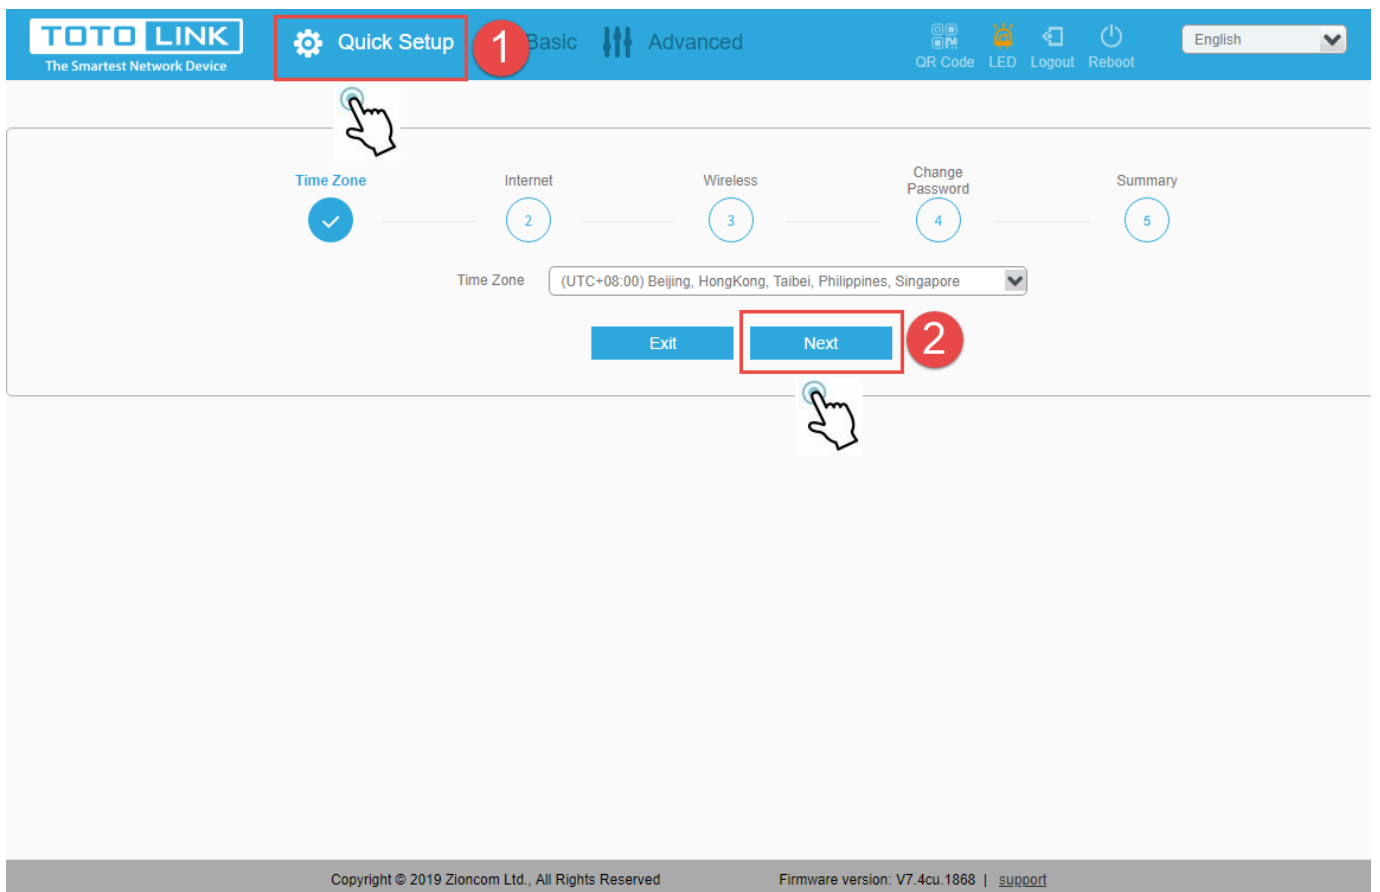 TOTO LINK
The Smartest Network Device
Quick Setup
1
Basic
Advanced
QR Code
LED
Logout
Reboot
English
Time Zone
Internet
Wireless
Change
Password
Summary
2
3
4
5
Time Zone
(UTC+08:00) Beijing, HongKong, Taibei, Philippines, Singapore
Exit
Next
2
Copyright © 2019 Zioncom Ltd., All Rights Reserved
Firmware version: V7.4cu.1868 | support